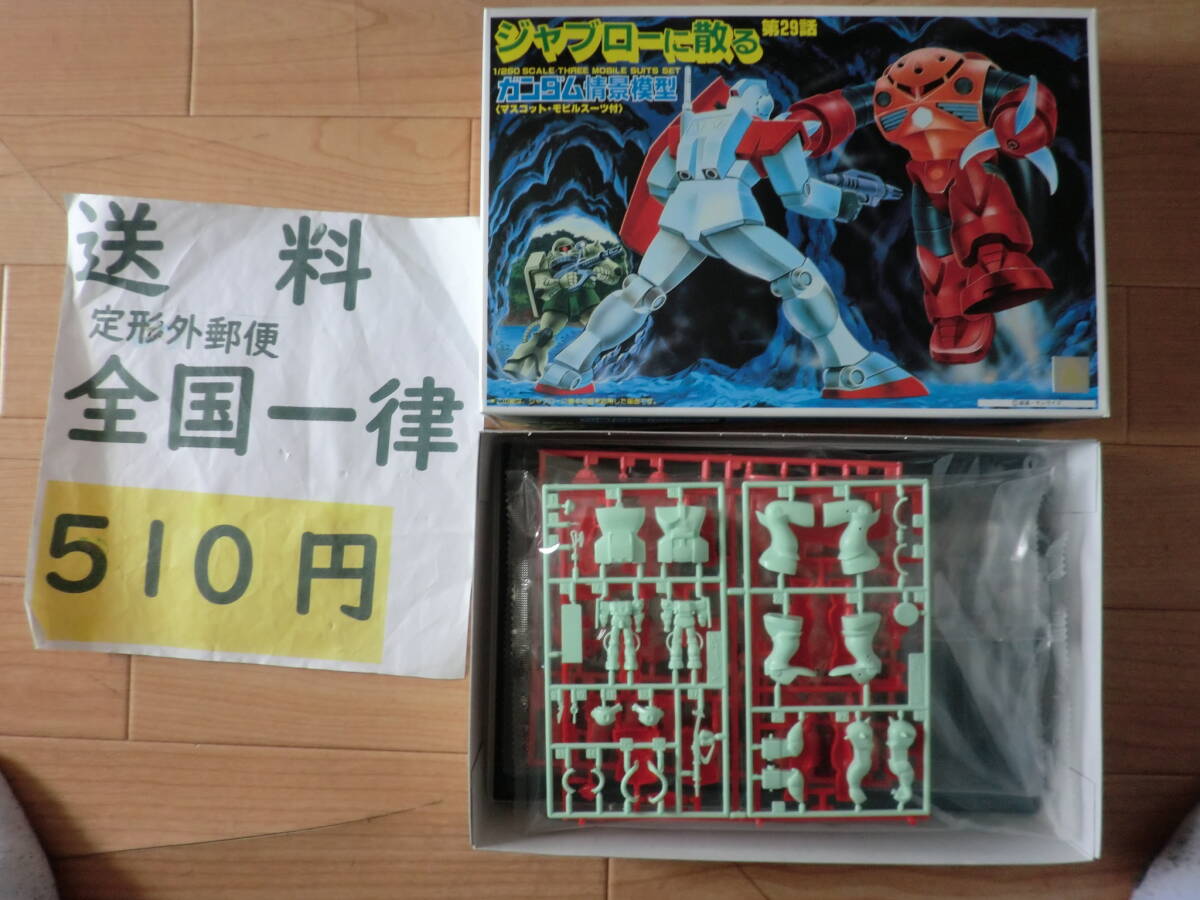 ジャブローに散る 第29話
1/250 SCALE・THREE MOBILE SUITS SET
ガンダム情景模型
〈マスコット・モビルスーツ付〉
送料
定形外郵便
全国一律
510円